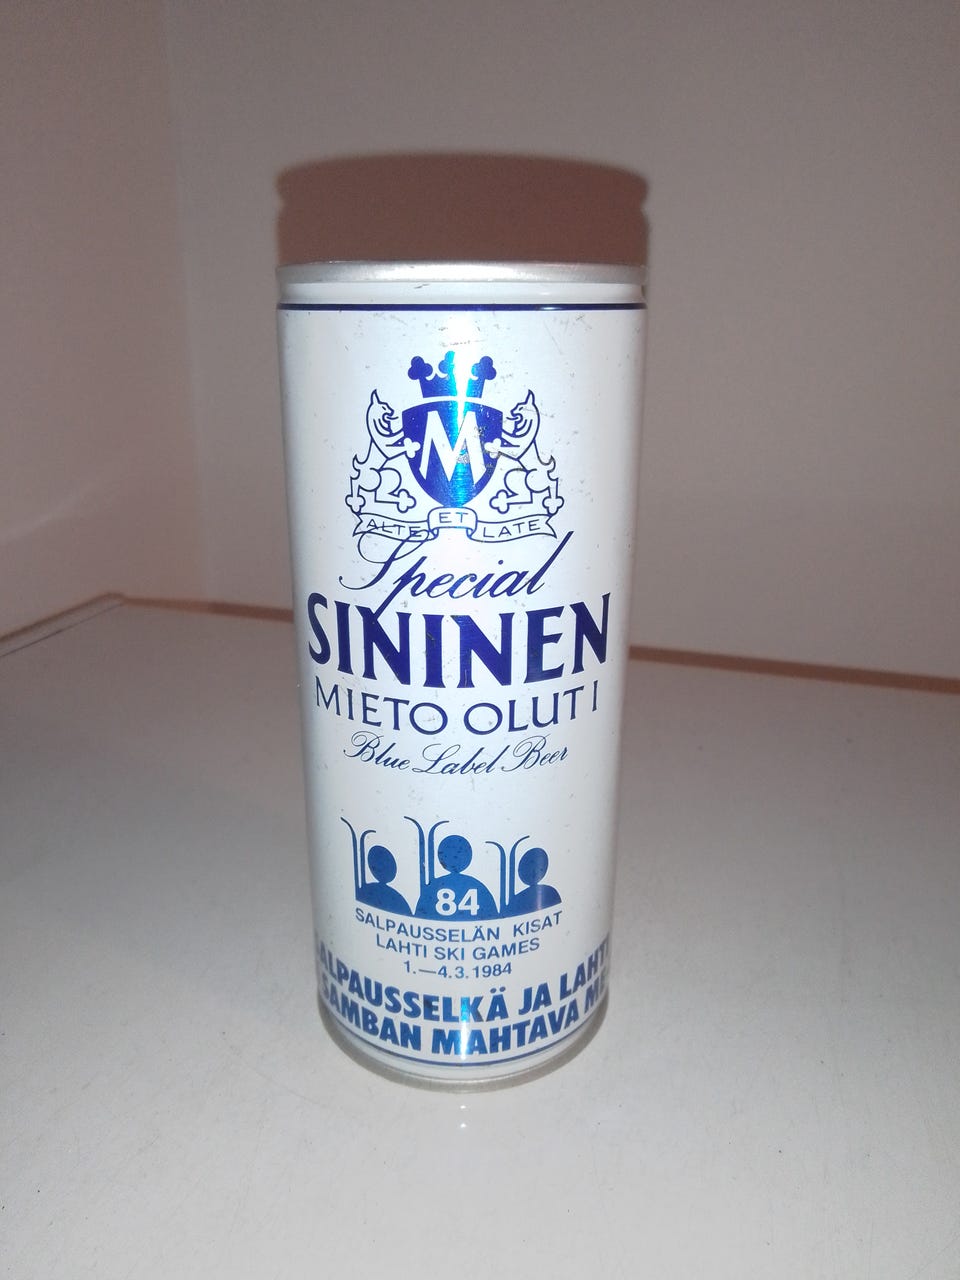 M
ALTE ET LATE
Special
SININEN
MIETO OLUT I
Blue Label Beer
84
SALPAUSSELÄN KISAT
LAHTI SKI GAMES
1.—4.3.1984
ALPAUSSELKÄ JA LAHT
SAMBAN MAHTAVA